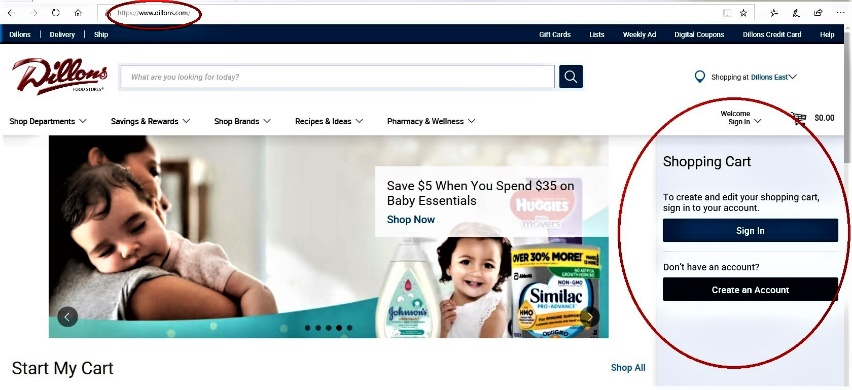 https://www.dillons.com/
Dillons Delivery Ship Gift Cards Lists Weekly Ad Digital Coupons Dillons Credit Card Help
Dillons
FOOD STORES®
What are you looking for today?
Shopping at Dillons East
Shop Departments Savings & Rewards Shop Brands Recipes & Ideas Pharmacy & Wellness
Welcome
Sign In
$0.00
Save $5 When You Spend $35 on
Baby Essentials
Shop Now
HUGGIES
little
movers
OVER 30% MORE!
NON-GMO
Abbott
Similac
PRO-ADVANCE
HMO
OptiGRO
Johnson's
Shopping Cart
To create and edit your shopping cart,
sign in to your account.
Sign In
Don't have an account?
Create an Account
Start My Cart
Shop All